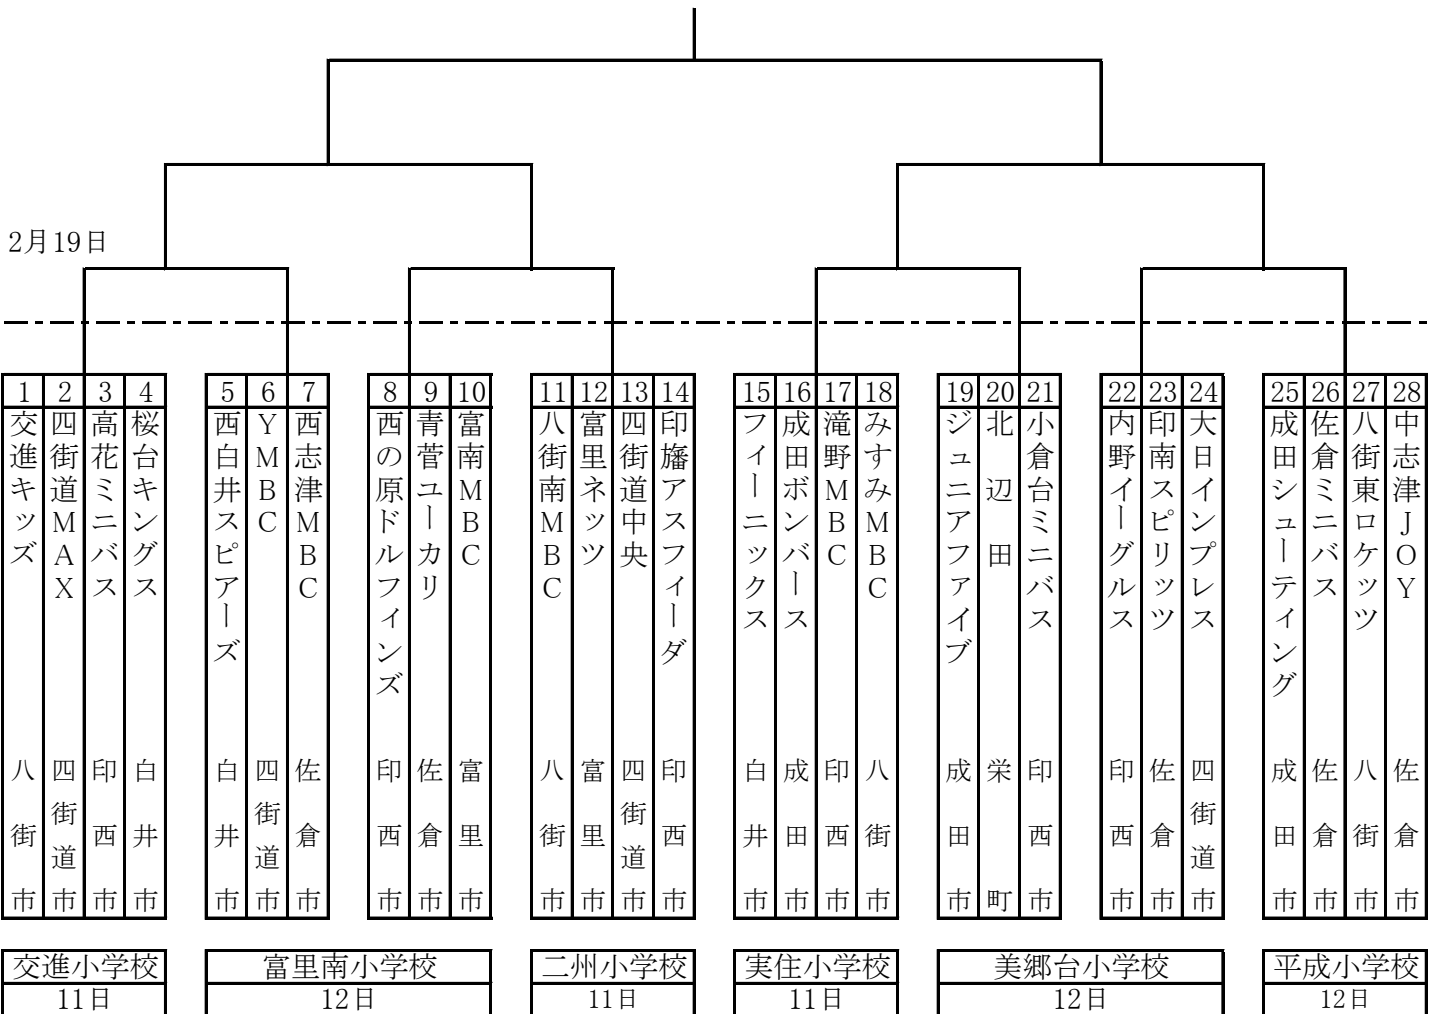 2月19日
1 2 3 4 5 6 7 8 9 10 11 12 13 14 15 16 17 18 19 20 21 22 23 24 25 26 27 28
交進キッズ 八街市
四街道MAX 四街道市
高花ミニバス 印西市
桜台キングス 白井市
西白井スピアーズ 白井市
YMBC 四街道市
西志津MBC 佐倉市
西の原ドルフィンズ 印西市
青菅ユーカリ 佐倉市
富南MBC 富里市
八街南MBC 八街市
富里ネッツ 富里市
四街道中央 四街道市
印旛アスフィーダ 印西市
フィーニックス 白井市
成田ボンバース 成田市
滝野MBC 印西市
みすみMBC 八街市
ジュニアファイブ 成田市
北辺田 栄町
小倉台ミニバス 印西市
内野イーグルス 印西市
印南スピリッツ 佐倉市
大日インプレス 四街道市
成田シューティング 成田市
佐倉ミニバス 佐倉市
八街東ロケッツ 八街市
中志津JOY 佐倉市
交進小学校 富里南小学校 二州小学校 実住小学校 美郷台小学校 平成小学校
11日 12日 11日 11日 12日 12日